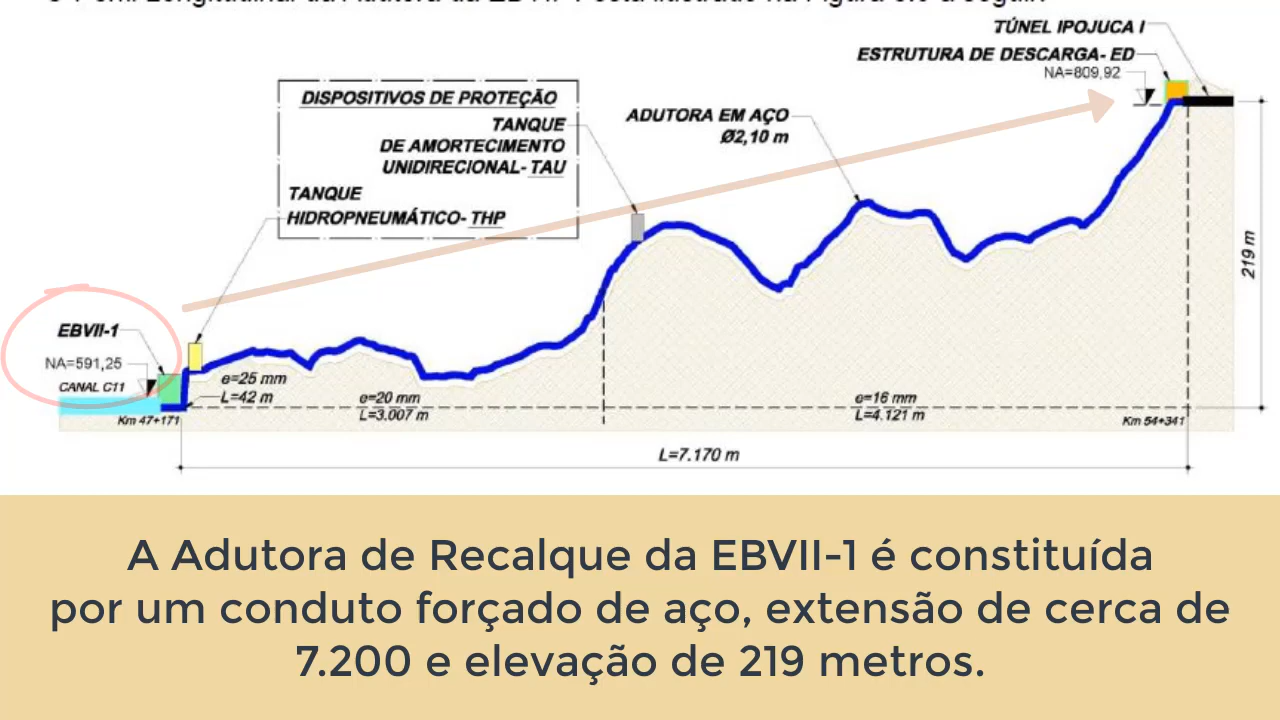 TÚNEL IPOJUCA I
ESTRUTURA DE DESCARGA- ED
NA=809,92
DISPOSITIVOS DE PROTEÇÃO
TANQUE
DE AMORTECIMENTO
UNIDIRECIONAL- TAU
TANQUE
HIDROPNEUMÁTICO- THP
ADUTORA EM AÇO
Ø2,10 m
219 m
EBVII-1
NA=591,25
CANAL C11
Km 47+171
e=25 mm
L=42 m
e=20 mm
L=3.007 m
e=16 mm
L=4.121 m
Km 54+341
L=7.170 m
A Adutora de Recalque da EBVII-1 é constituída
por um conduto forçado de aço, extensão de cerca de
7.200 e elevação de 219 metros.